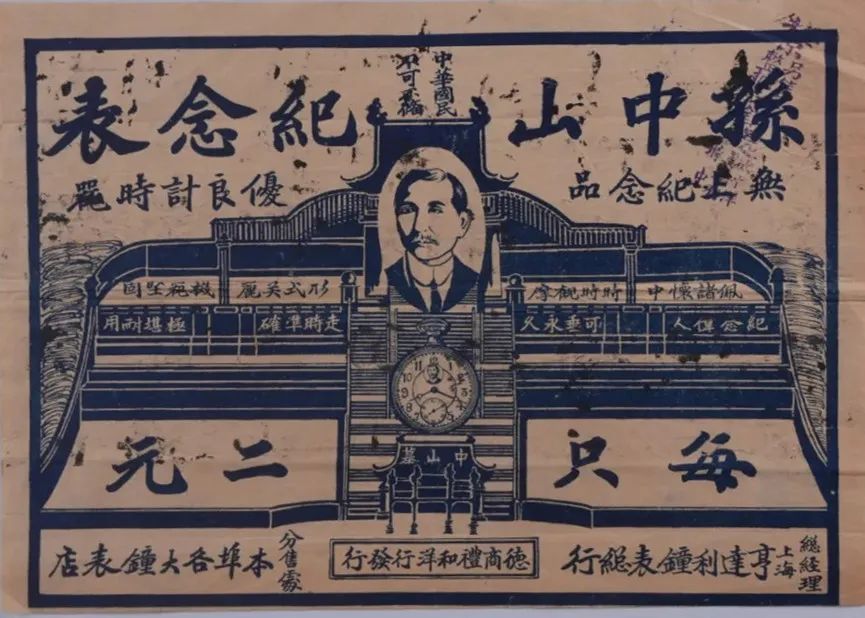 中華國民
不可
孫中山紀念表
無上紀念品
優良計時器
佩諸懷中
時時觀像
形式美麗
機器堅固
紀念偉人
可垂永久
走時準確
極堪耐用
每只二元
中山墓
總經理
上海
亨達利鐘表總行
德商禮和洋行發行
分售處
本埠各大鐘表店